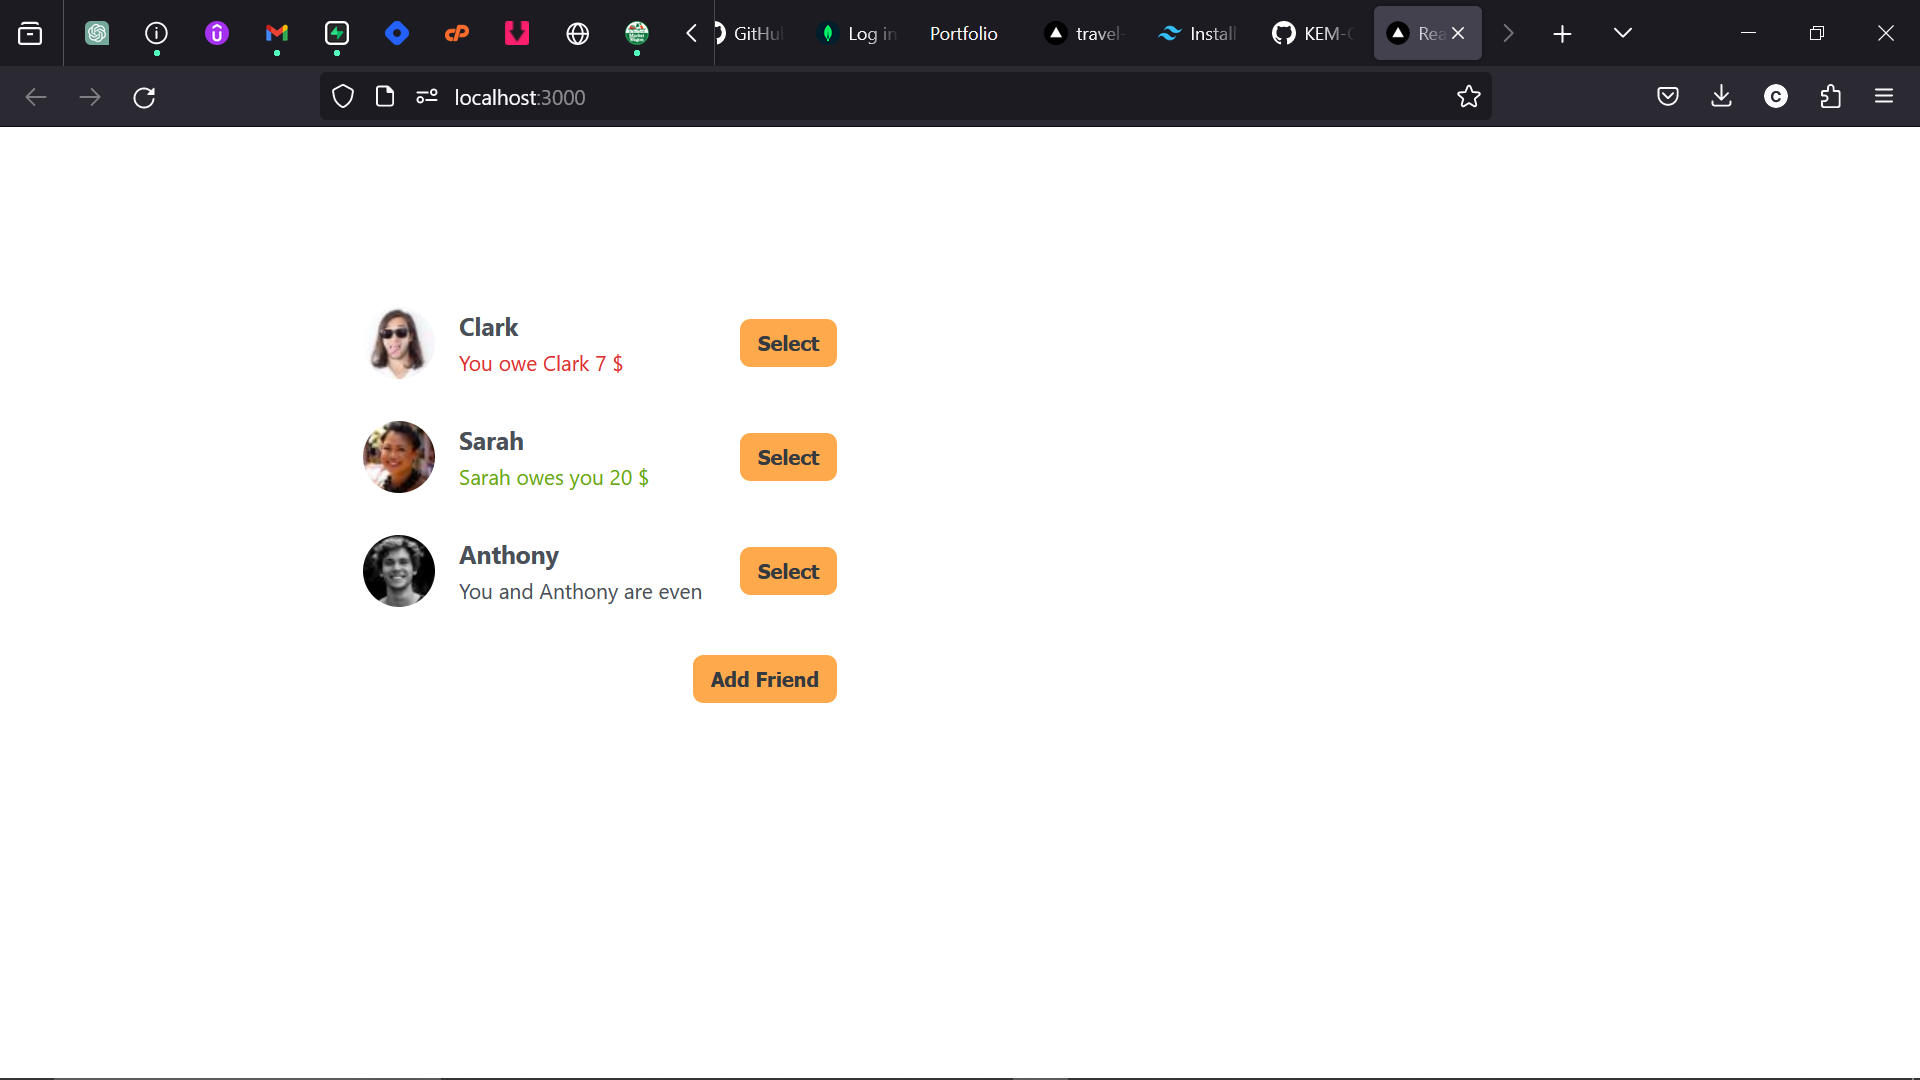 GitHu
Log in
Portfolio
travel-
Install
KEM-
Rea
localhost:3000
Clark
You owe Clark 7 $
Select
Sarah
Sarah owes you 20 $
Select
Anthony
You and Anthony are even
Select
Add Friend